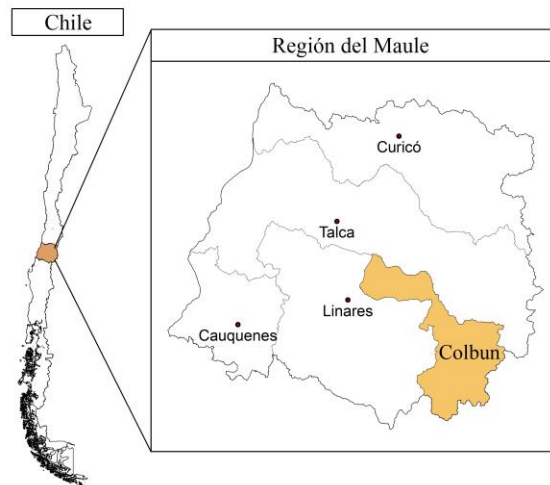 Chile
Región del Maule
Curicó
Talca
Linares
Cauquenes
Colbun